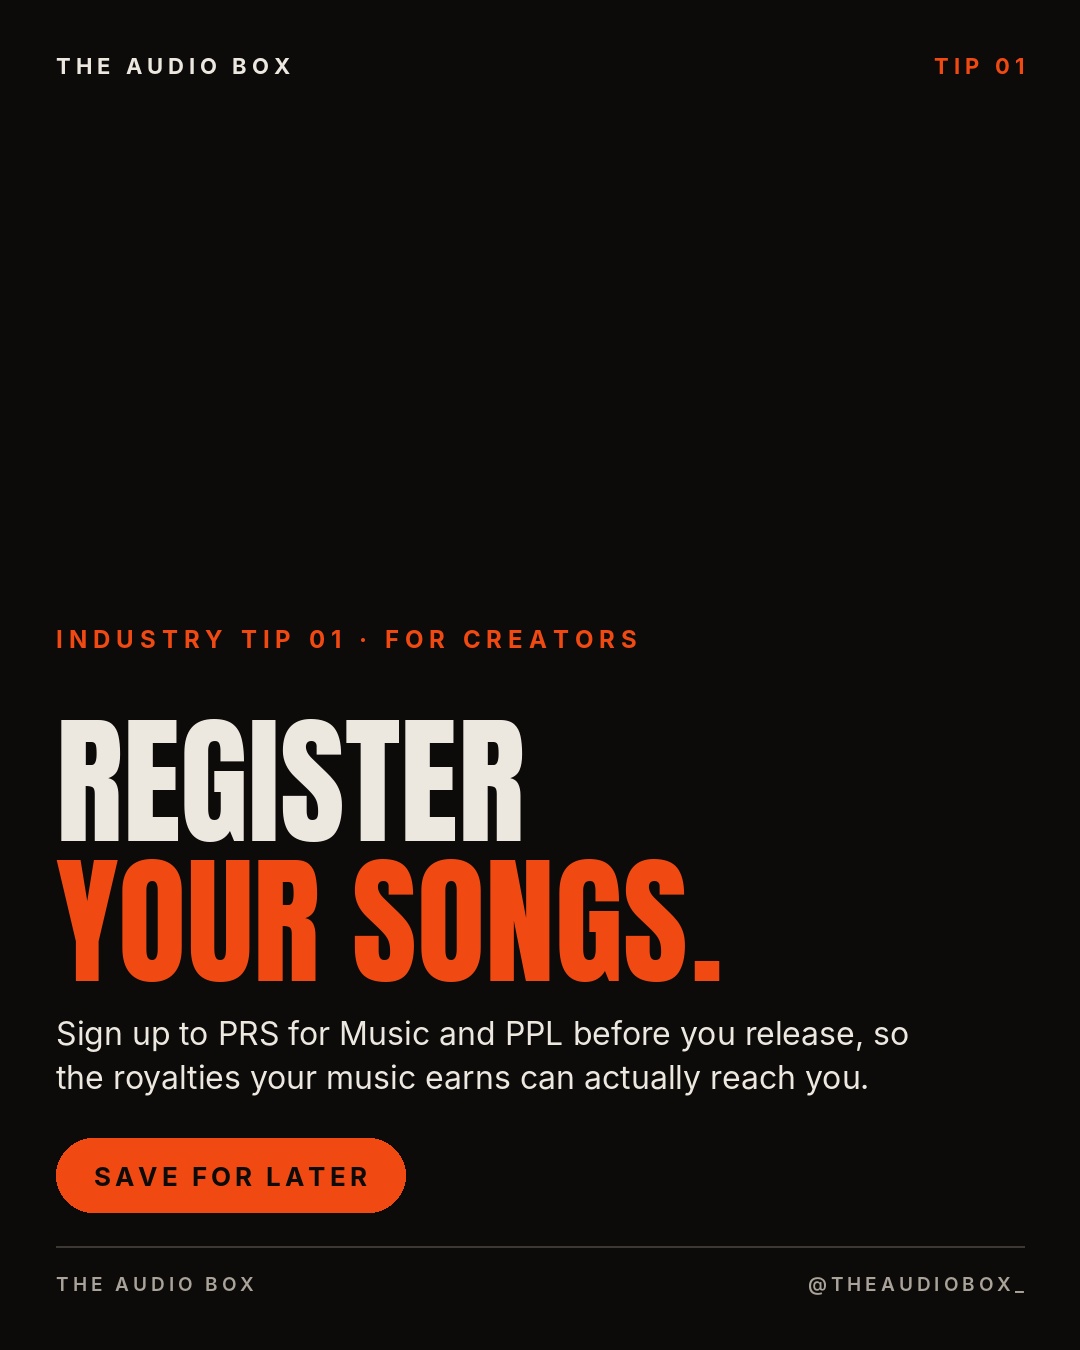 THE AUDIO BOX
TIP 01
INDUSTRY TIP 01 · FOR CREATORS
REGISTER
YOUR SONGS.
Sign up to PRS for Music and PPL before you release, so
the royalties your music earns can actually reach you.
SAVE FOR LATER
THE AUDIO BOX
@THEAUDIOBOX_